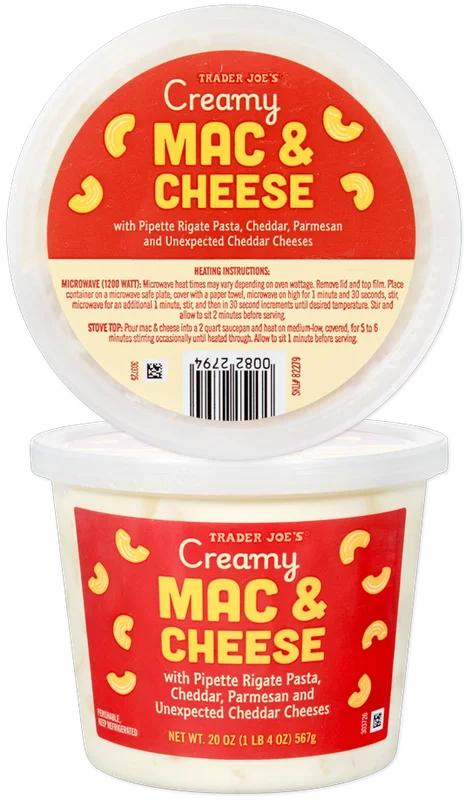 TRADER JOE'S
Creamy
MAC &
CHEESE
with Pipette Rigate Pasta, Cheddar, Parmesan
and Unexpected Cheddar Cheeses
HEATING INSTRUCTIONS:
MICROWAVE (1200 WATT): Microwave heat times may vary depending on oven wattage. Remove lid and top film. Place
container on a microwave safe plate, cover with a paper towel, microwave on high for 1 minute and 30 seconds, stir,
microwave for an additional 1 minute, stir, and then in 30 second increments until desired temperature. Stir and
allow to sit 2 minutes before serving.
STOVE TOP: Pour mac & cheese into a 2 quart saucepan and heat on medium-low, covered, for 5 to 6
minutes stirring occasionally until heated through. Allow to sit 1 minute before serving.
303726
0082 2794
SKU# 82279
TRADER JOE'S
Creamy
MAC &
CHEESE
with Pipette Rigate Pasta,
Cheddar, Parmesan and
Unexpected Cheddar Cheeses
PERISHABLE.
KEEP REFRIGERATED
NET WT. 20 OZ (1 LB 4 OZ) 567g
303726